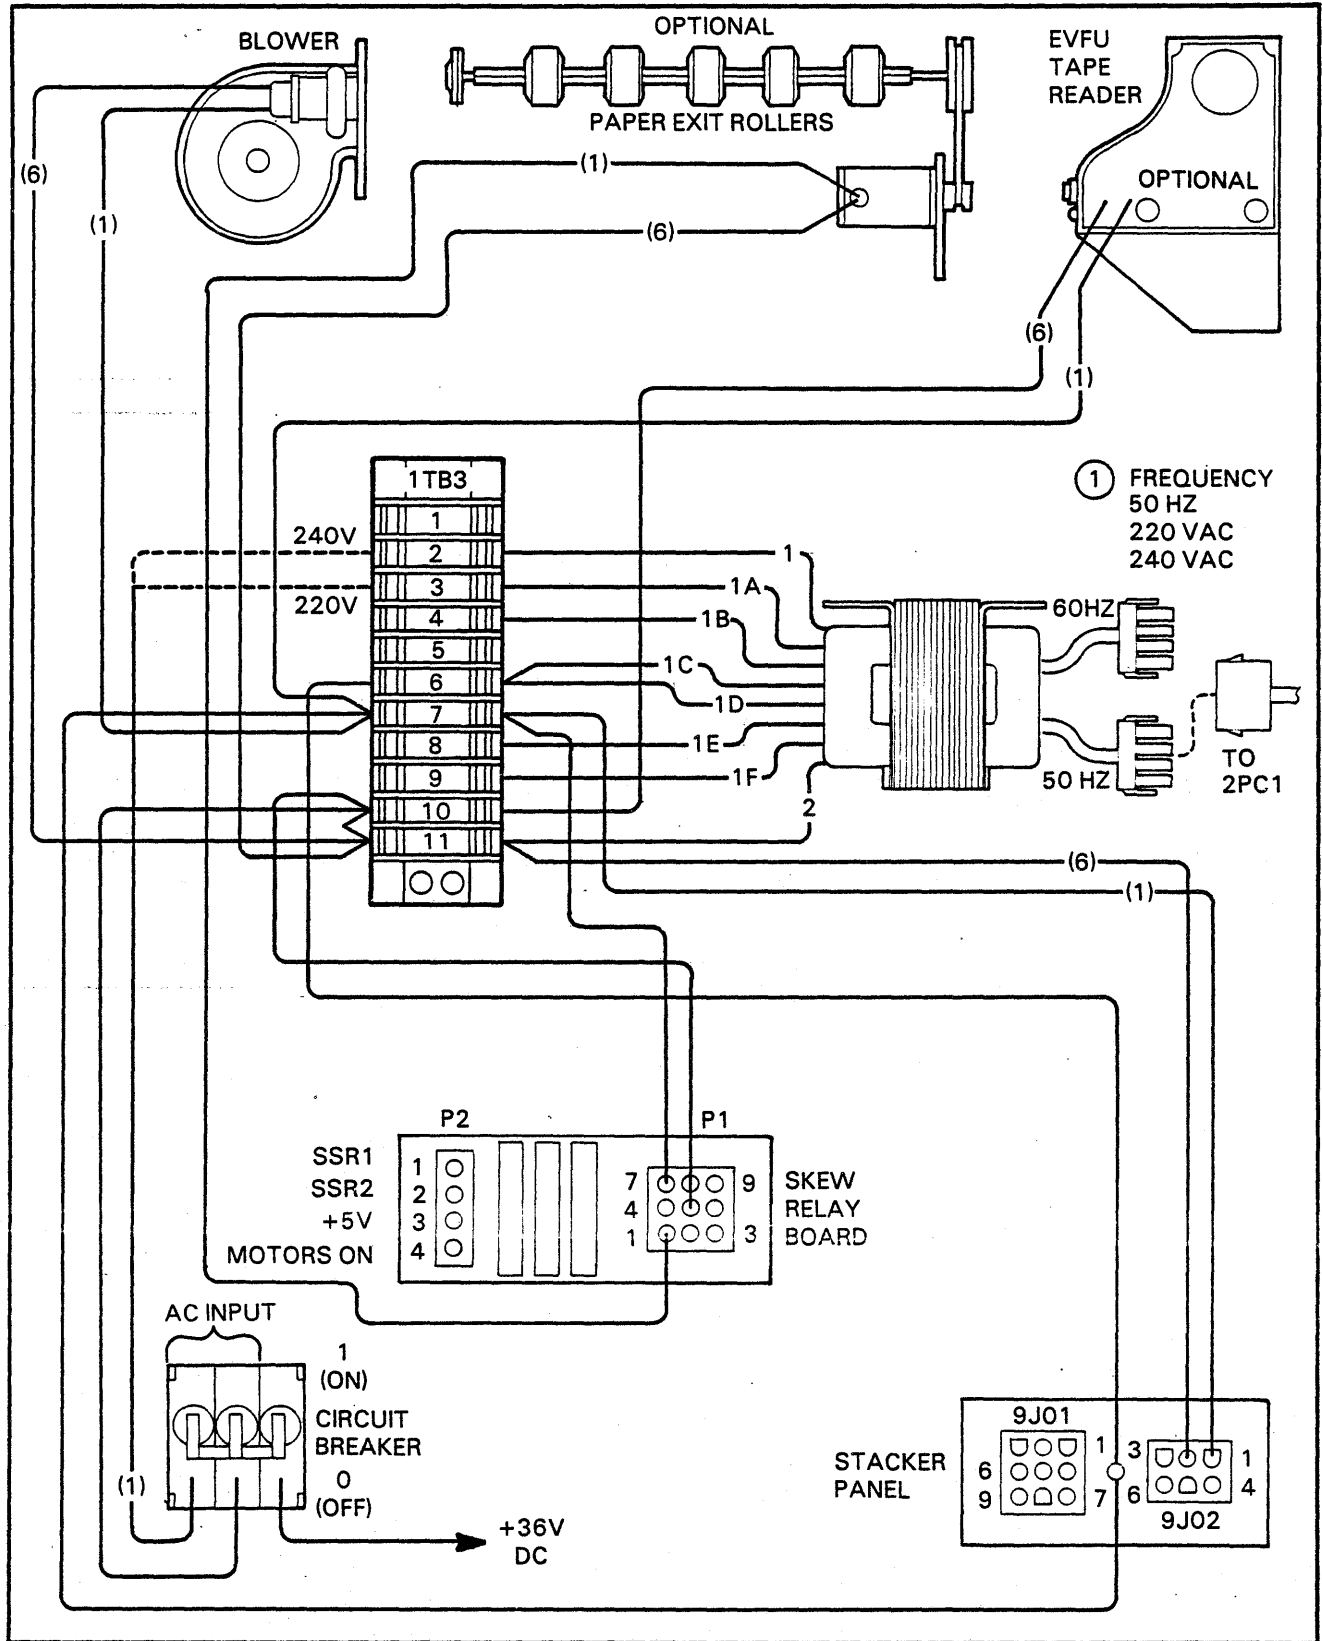 BLOWER
OPTIONAL
PAPER EXIT ROLLERS
EVFU
TAPE
READER
OPTIONAL
(6)
(1)
(1)
(6)
(6)
(1)
1TB3
1
2
3
4
5
6
7
8
9
10
11
240V
220V
1
1A
1B
1C
1D
1E
1F
2
1 FREQUENCY
50 HZ
220 VAC
240 VAC
60HZ
50 HZ
TO
2PC1
(6)
(1)
P2
P1
SSR1 1
SSR2 2
+5V 3
MOTORS ON 4
7 9
4
1 3
SKEW
RELAY
BOARD
AC INPUT
1
(ON)
CIRCUIT
BREAKER
0
(OFF)
(1)
+36V
DC
STACKER
PANEL
9J01
1
6
9 7
3 1
6 4
9J02